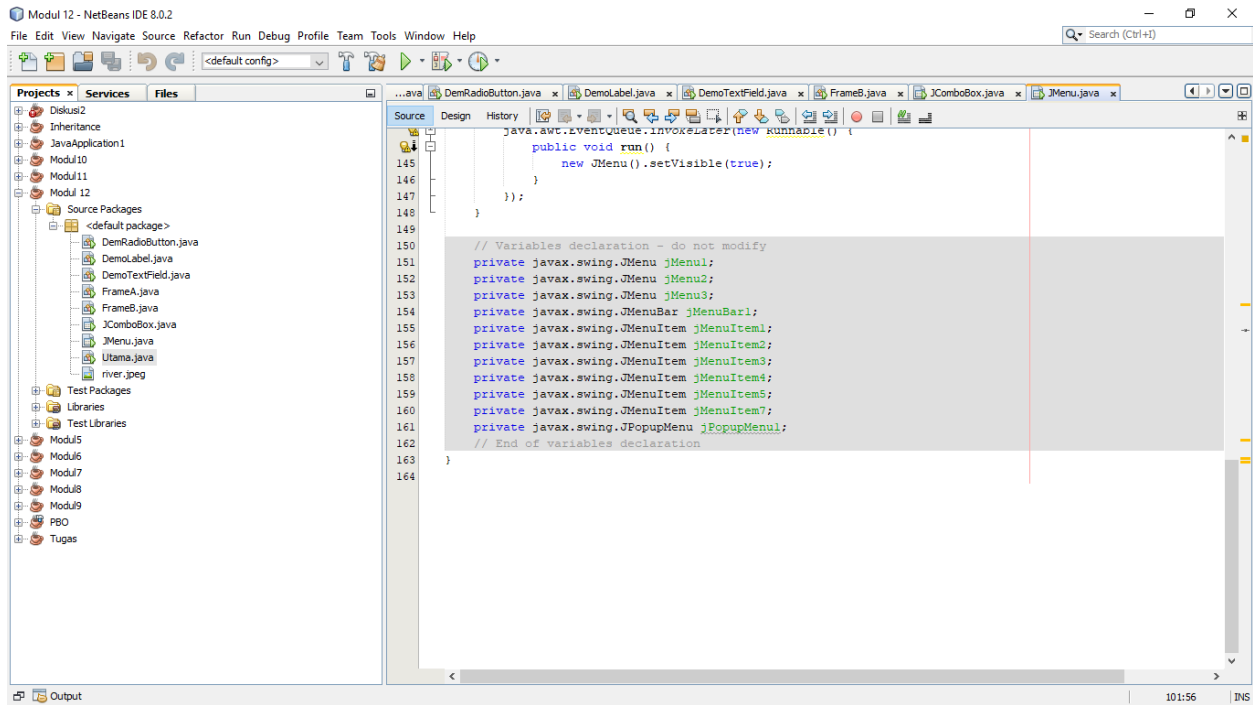 Modul 12 - NetBeans IDE 8.0.2
File Edit View Navigate Source Refactor Run Debug Profile Team Tools Window Help
Search (Ctrl+I)
<default config>
Projects x Services Files
Diskusi2
Inheritance
JavaApplication1
Modul10
Modul11
Modul 12
Source Packages
<default package>
DemRadioButton.java
DemoLabel.java
DemoTextField.java
FrameA.java
FrameB.java
JComboBox.java
JMenu.java
Utama.java
river.jpeg
Test Packages
Libraries
Test Libraries
Modul5
Modul6
Modul7
Modul8
Modul9
PBO
Tugas
...ava DemRadioButton.java x DemoLabel.java x DemoTextField.java x FrameB.java x JComboBox.java x JMenu.java x
Source Design History
java.awt.EventQueue.invokeLater(new Runnable() {
public void run() {
145 new JMenu().setVisible(true);
146 }
147 });
148 }
149
150 // Variables declaration - do not modify
151 private javax.swing.JMenu jMenu1;
152 private javax.swing.JMenu jMenu2;
153 private javax.swing.JMenu jMenu3;
154 private javax.swing.JMenuBar jMenuBar1;
155 private javax.swing.JMenuItem jMenuItem1;
156 private javax.swing.JMenuItem jMenuItem2;
157 private javax.swing.JMenuItem jMenuItem3;
158 private javax.swing.JMenuItem jMenuItem4;
159 private javax.swing.JMenuItem jMenuItem5;
160 private javax.swing.JMenuItem jMenuItem7;
161 private javax.swing.JPopupMenu jPopupMenu1;
162 // End of variables declaration
163 }
164
Output
101:56 INS